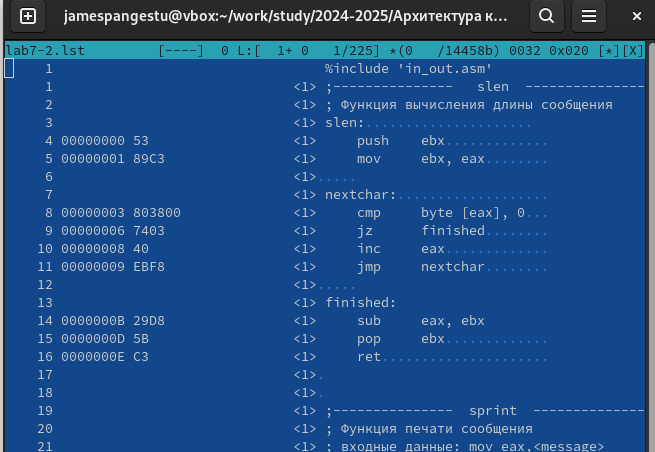 jamespangestu@vbox:~/work/study/2024-2025/Архитектура к...
lab7-2.lst [----] 0 L:[ 1+ 0 1/225] *(0 /14458b) 0032 0x020 [*][X]
1 %include 'in_out.asm'
1 <1> ;--------------- slen ---------------
2 <1> ; Функция вычисления длины сообщения
3 <1> slen:.....................
4 00000000 53 <1> push ebx.............
5 00000001 89C3 <1> mov ebx, eax........
6 <1>.....
7 <1> nextchar:...................
8 00000003 803800 <1> cmp byte [eax], 0...
9 00000006 7403 <1> jz finished........
10 00000008 40 <1> inc eax.............
11 00000009 EBF8 <1> jmp nextchar........
12 <1>.....
13 <1> finished:
14 0000000B 29D8 <1> sub eax, ebx
15 0000000D 5B <1> pop ebx.............
16 0000000E C3 <1> ret.....................
17 <1>.
18 <1>.
19 <1> ;--------------- sprint --------------
20 <1> ; Функция печати сообщения
21 <1> ; входные данные: mov eax,<message>